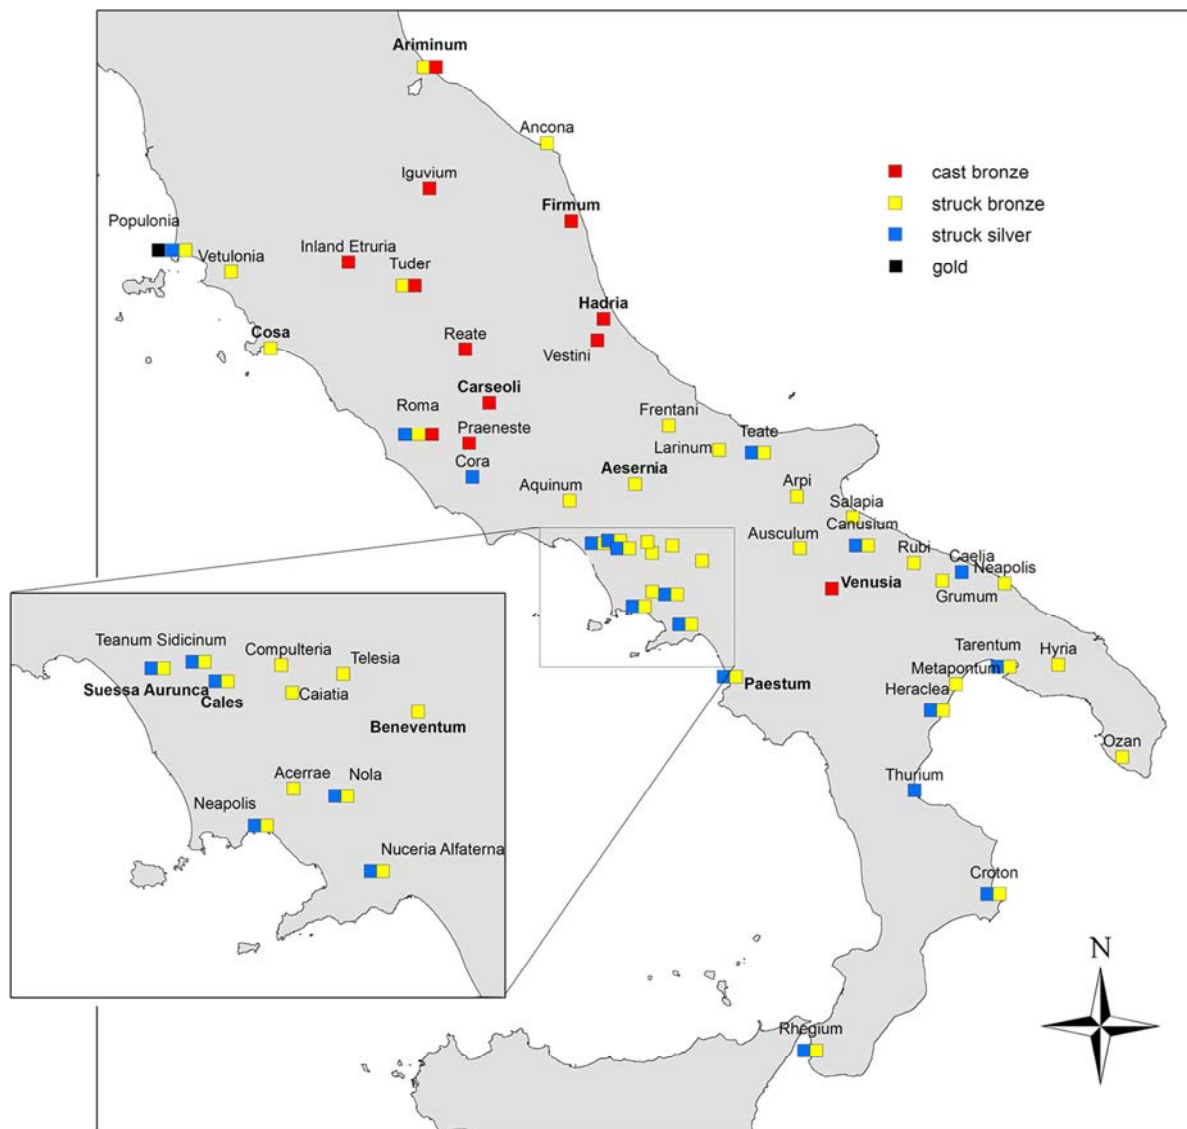 Ariminum
Ancona
Iguvium
cast bronze
Firmum
struck bronze
Populonia
struck silver
Inland Etruria
Vetulonia
Tuder
gold
Hadria
Cosa
Reate
Vestini
Carseoli
Roma
Frentani
Praeneste
Teate
Larinum
Cora
Aesernia
Arpi
Aquinum
Salapia
Canusium
Ausculum
Rubi
Caelia
Neapolis
Venusia
Grumum
Teanum Sidicinum
Compulteria
Telesia
Tarentum
Hyria
Metapontum
Suessa Aurunca
Cales
Caiatia
Paestum
Heraclea
Beneventum
Ozan
Acerrae
Nola
Thurium
Neapolis
Nuceria Alfaterna
Croton
N
Rhegium